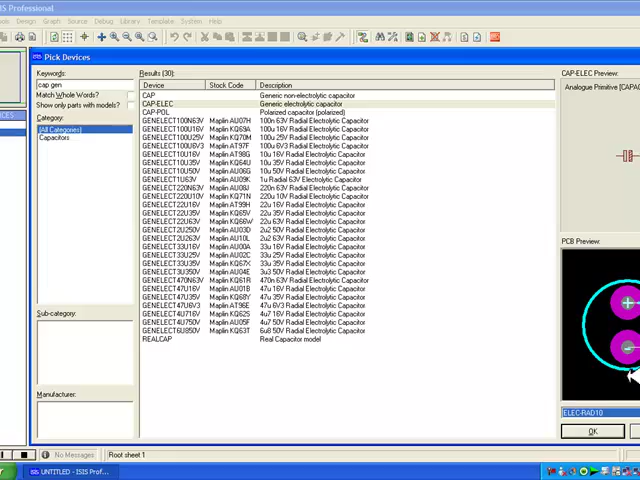 ISIS Professional
Design Graph Source Debug Library Template System Help
Pick Devices
Keywords:
cap gen
Match Whole Words?
Show only parts with models?
Category:
(All Categories)
Capacitors
Sub-category:
Manufacturer:
Results (30):
Device Stock Code Description
CAP Generic non-electrolytic capacitor
CAP-ELEC Generic electrolytic capacitor
CAP-POL Polarized capacitor (polarized)
GENELECT100N63V Maplin AU07H 100n 63V Radial Electrolytic Capacitor
GENELECT100U16V Maplin KQ69A 100u 16V Radial Electrolytic Capacitor
GENELECT100U25V Maplin KQ70M 100u 25V Radial Electrolytic Capacitor
GENELECT100U6V3 Maplin AT97F 100u 6V3 Radial Electrolytic Capacitor
GENELECT10U16V Maplin AT98G 10u 16V Radial Electrolytic Capacitor
GENELECT10U35V Maplin KQ64U 10u 35V Radial Electrolytic Capacitor
GENELECT10U50V Maplin AU06G 10u 50V Radial Electrolytic Capacitor
GENELECT1U63V Maplin AU09K 1u Radial 63V Electrolytic Capacitor
GENELECT220N63V Maplin AU08J 220n 63V Radial Electrolytic Capacitor
GENELECT220U10V Maplin KQ71N 220u 10V Radial Electrolytic Capacitor
GENELECT22U16V Maplin AT99H 22u 16V Radial Electrolytic Capacitor
GENELECT22U35V Maplin KQ65V 22u 35V Radial Electrolytic Capacitor
GENELECT22U63V Maplin KQ66W 22u 63V Radial Electrolytic Capacitor
GENELECT2U250V Maplin AU03D 2u2 50V Radial Electrolytic Capacitor
GENELECT2U263V Maplin AU10L 2u2 63V Radial Electrolytic Capacitor
GENELECT33U16V Maplin AU00A 33u 16V Radial Electrolytic Capacitor
GENELECT33U25V Maplin AU02C 33u 25V Radial Electrolytic Capacitor
GENELECT33U35V Maplin KQ67X 33u 35V Radial Electrolytic Capacitor
GENELECT3U350V Maplin AU04E 3u3 50V Radial Electrolytic Capacitor
GENELECT470N63V Maplin KQ61R 470n 63V Radial Electrolytic Capacitor
GENELECT47U16V Maplin AU01B 47u 16V Radial Electrolytic Capacitor
GENELECT47U35V Maplin KQ68Y 47u 35V Radial Electrolytic Capacitor
GENELECT47U6V3 Maplin AT96E 47u 6V3 Radial Electrolytic Capacitor
GENELECT4U716V Maplin KQ62S 4u7 16V Radial Electrolytic Capacitor
GENELECT4U750V Maplin AU05F 4u7 50V Radial Electrolytic Capacitor
GENELECT6U850V Maplin KQ63T 6u8 50V Radial Electrolytic Capacitor
REALCAP Real Capacitor model
CAP-ELEC Preview:
Analogue Primitive [CAPAC
PCB Preview:
ELEC-RAD10
OK
No Messages Root sheet 1
UNTITLED - ISIS Prof...